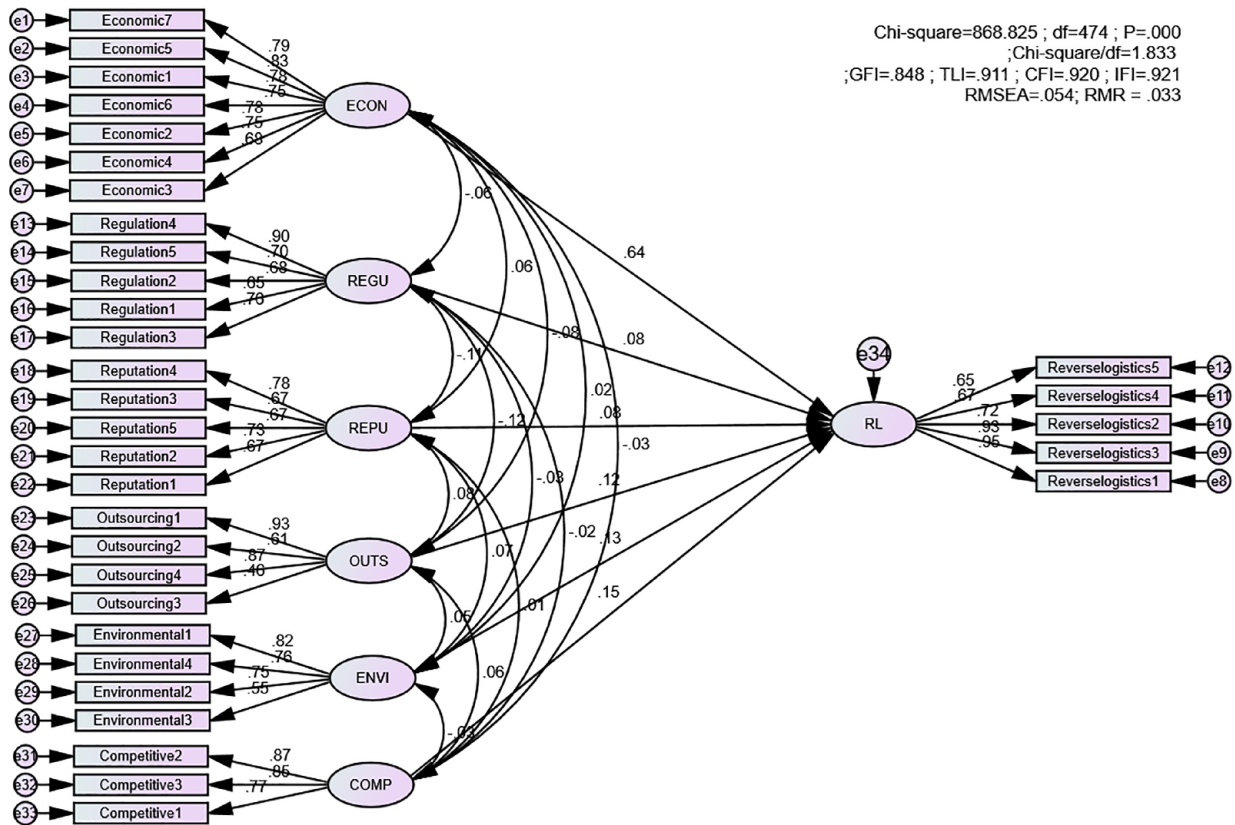 Chi-square=868.825 ; df=474 ; P=.000
;Chi-square/df=1.833
;GFI=.848 ; TLI=.911 ; CFI=.920 ; IFI=.921
RMSEA=.054; RMR = .033
e1 Economic7
e2 Economic5
e3 Economic1
e4 Economic6
e5 Economic2
e6 Economic4
e7 Economic3
.79
.83
.78
.75
.78
.75
.68
ECON
e13 Regulation4
e14 Regulation5
e15 Regulation2
e16 Regulation1
e17 Regulation3
.90
.70
.68
.65
REGU
e18 Reputation4
e19 Reputation3
e20 Reputation5
e21 Reputation2
e22 Reputation1
.78
.67
.67
.73
.67
REPU
e23 Outsourcing1
e24 Outsourcing2
e25 Outsourcing4
e26 Outsourcing3
.93
.61
.87
OUTS
e27 Environmental1
e28 Environmental4
e29 Environmental2
e30 Environmental3
.82
.76
.75
.55
ENVI
e31 Competitive2
e32 Competitive3
e33 Competitive1
.87
.85
.77
COMP
-.06
.06
-.08
.02
-.03
-.11
-.12
-.03
-.02
.08
.07
.01
.05
.06
-.03
.64
.08
.08
.12
.13
.15
e34
RL
.65
.67
.72
.93
.95
Reverselogistics5 e12
Reverselogistics4 e11
Reverselogistics2 e10
Reverselogistics3 e9
Reverselogistics1 e8